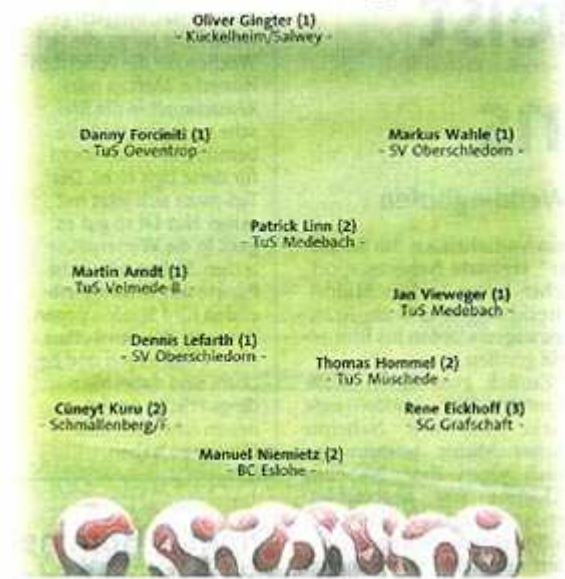 Oliver Gingter (1)
- Kückelheim/Salwey -
Danny Forciniti (1)
- TuS Oeventrop -
Markus Wahle (1)
- SV Oberschledorn -
Patrick Linn (2)
- TuS Medebach -
Martin Arndt (1)
- TuS Velmede-B.
Jan Vieweger (1)
- TuS Medebach -
Dennis Lefarth (1)
- SV Oberschledorn -
Thomas Hommel (2)
- TuS Müschede -
Cüneyt Kuru (2)
- Schmallenberg/F. -
Rene Eickhoff (3)
- SG Grafschaft -
Manuel Niemietz (2)
- BC Eslohe -